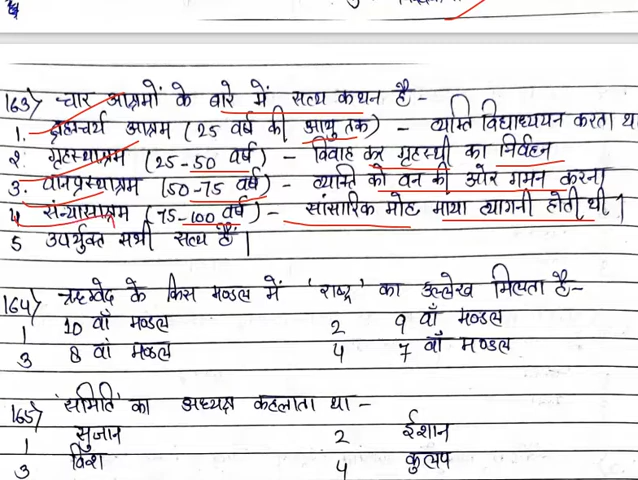 163> चार आश्रमों के बारे में सत्य कथन है -
1. ब्रह्मचर्य आश्रम (25 वर्ष की आयु तक) - व्यक्ति विद्याध्ययन करता था
2. गृहस्थाश्रम (25-50 वर्ष) - विवाह कर गृहस्थी का निर्वहन
3. वानप्रस्थाश्रम (50-75 वर्ष) - व्यक्ति को वन की ओर गमन करना
4 संन्यासाश्रम (75-100 वर्ष) - सांसारिक मोह माया त्यागनी होती थी |
5 उपर्युक्त सभी सत्य हैं |
164> ऋग्वेद के किस मण्डल में 'राष्ट्र' का उल्लेख मिलता है-
1 10 वाँ मण्डल 2 9 वाँ मण्डल
3 8 वां मण्डल 4 7 वाँ मण्डल
165> 'समिति' का अध्यक्ष कहलाता था -
1 सुजान 2 ईशान
3 विश 4 कुलप